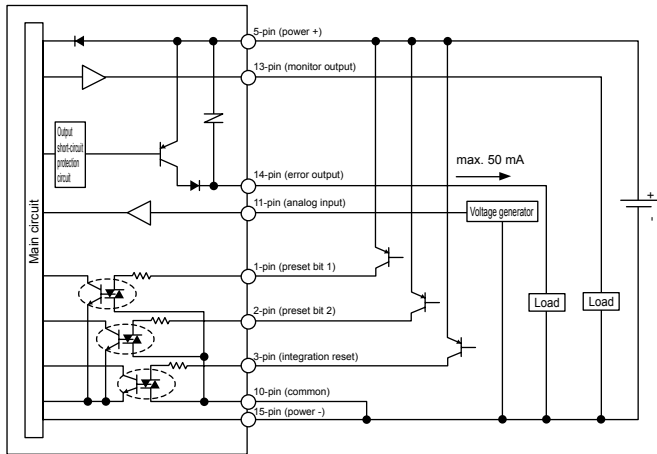 5-pin (power +)
13-pin (monitor output)
Output
short-circuit
protection
circuit
max. 50 mA
14-pin (error output)
11-pin (analog input)
Voltage generator
Main circuit
1-pin (preset bit 1)
2-pin (preset bit 2)
3-pin (integration reset)
10-pin (common)
15-pin (power -)
Load
Load
+
-